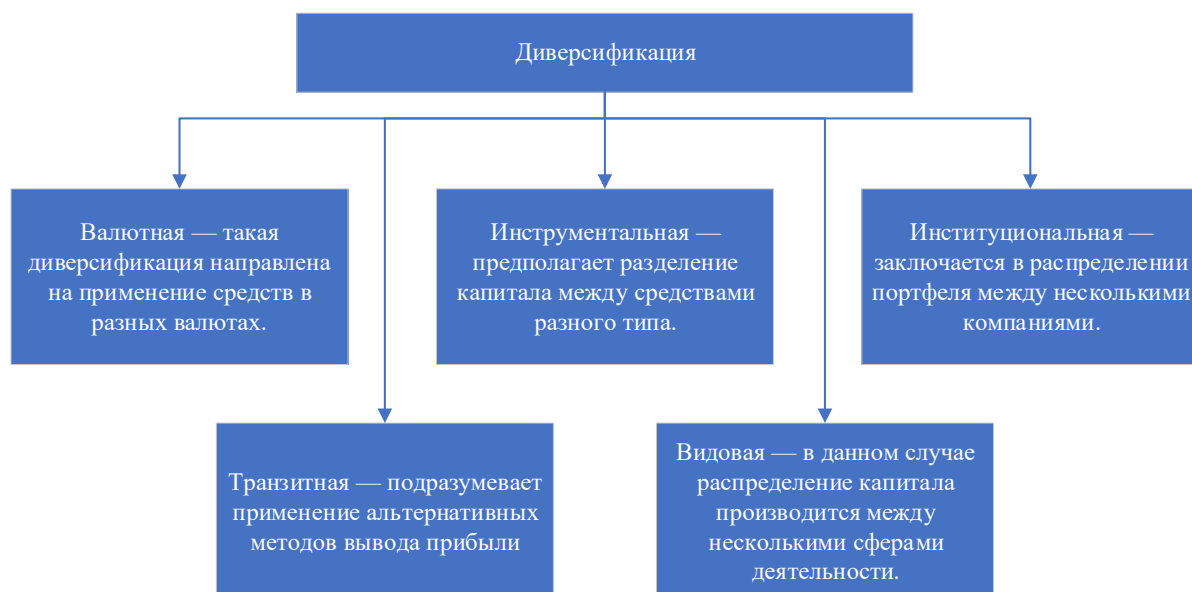 Диверсификация
Валютная — такая
диверсификация направлена
на применение средств в
разных валютах.
Инструментальная —
предполагает разделение
капитала между средствами
разного типа.
Институциональная —
заключается в распределении
портфеля между несколькими
компаниями.
Транзитная — подразумевает
применение альтернативных
методов вывода прибыли
Видовая — в данном случае
распределение капитала
производится между
несколькими сферами
деятельности.